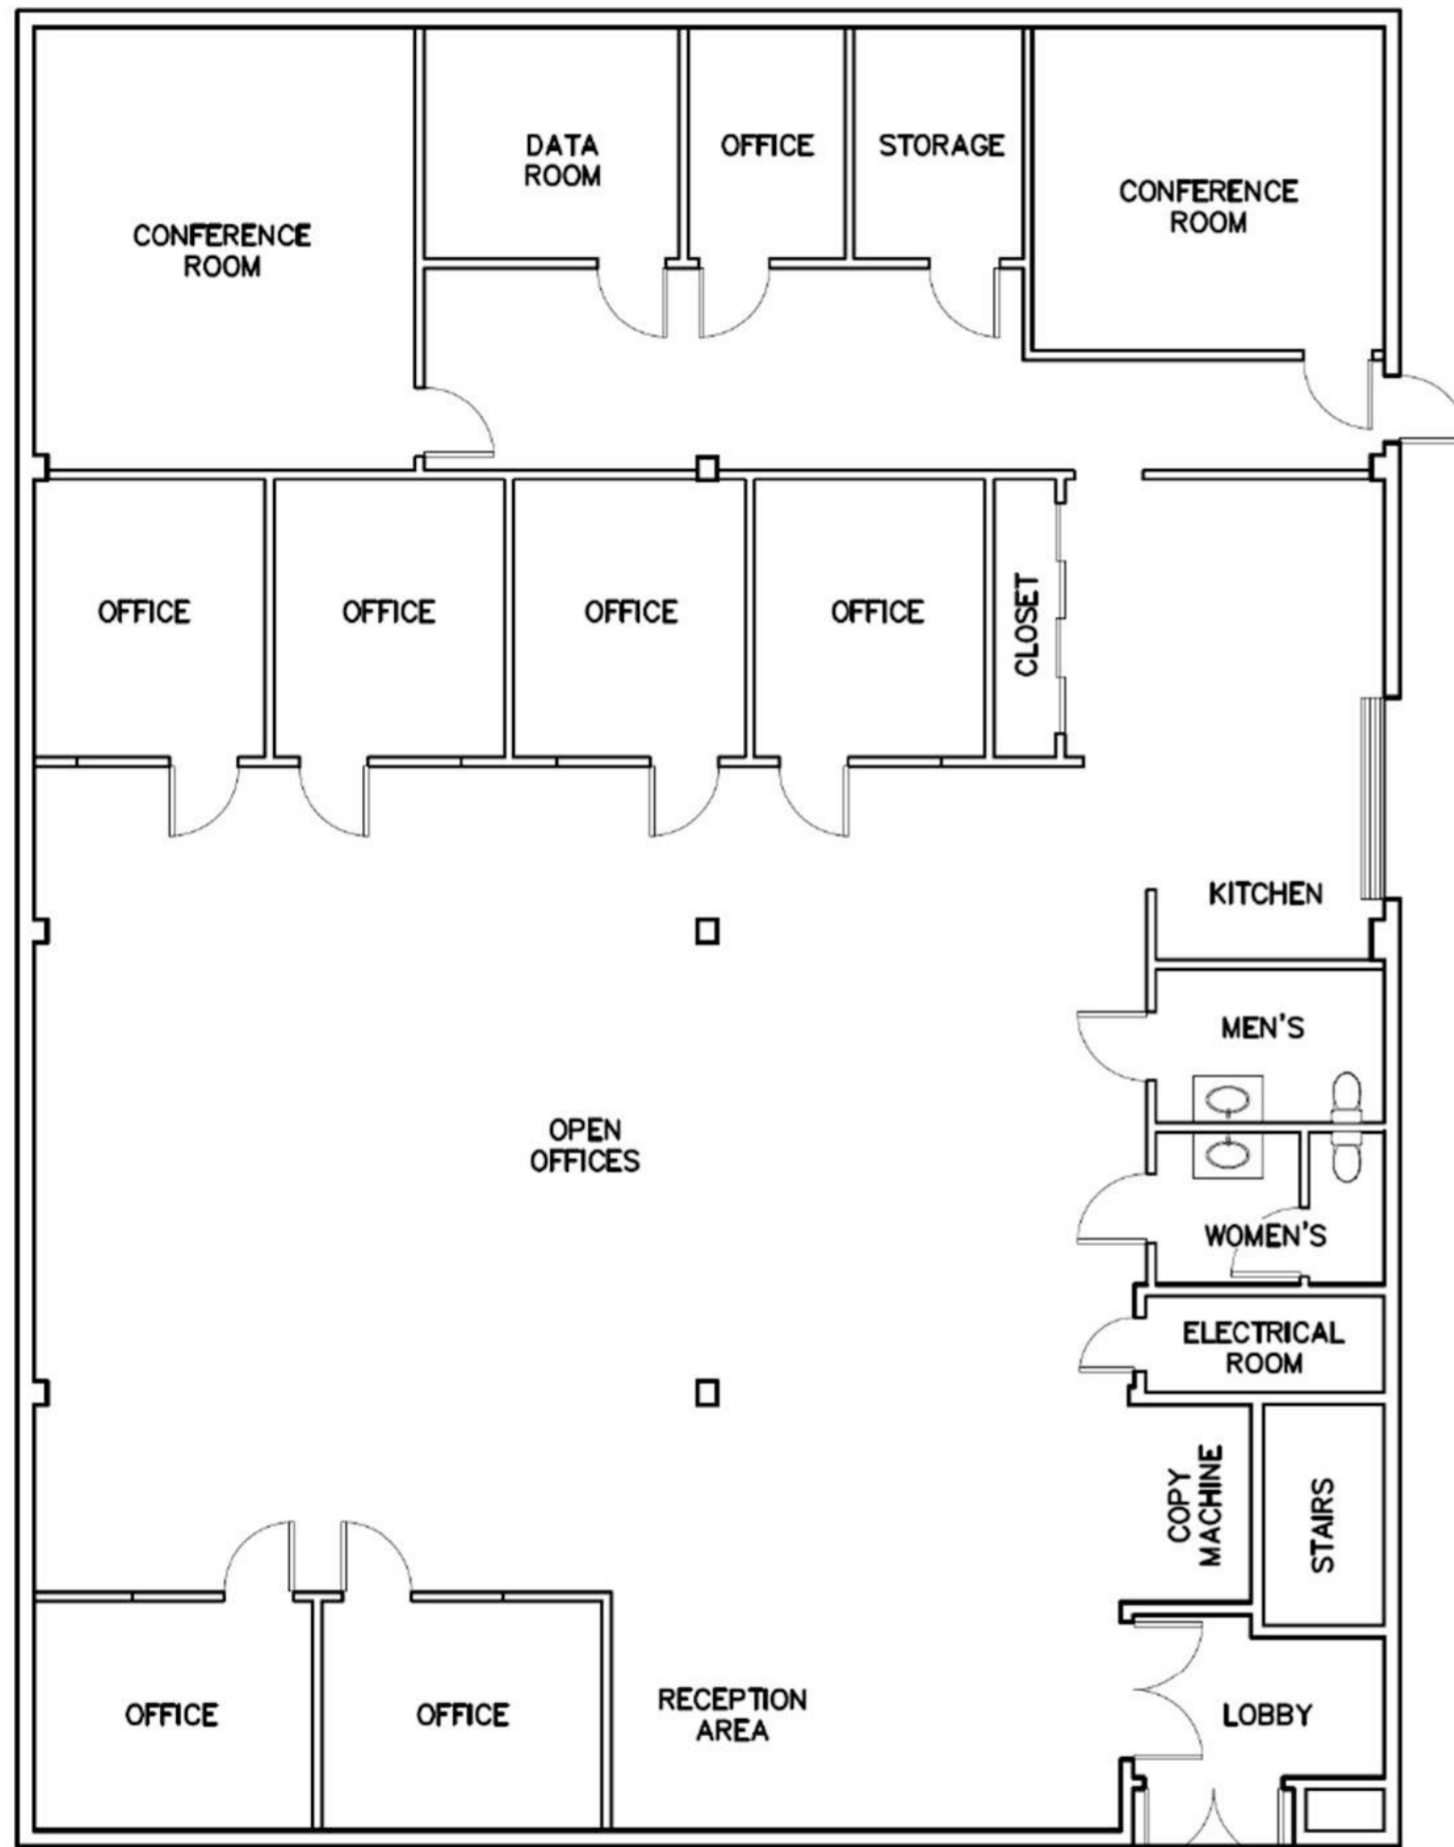 DATA
ROOM
OFFICE
STORAGE
CONFERENCE
ROOM
CONFERENCE
ROOM
OFFICE
OFFICE
OFFICE
OFFICE
CLOSET
KITCHEN
MEN'S
OPEN
OFFICES
WOMEN'S
ELECTRICAL
ROOM
COPY
MACHINE
STAIRS
OFFICE
OFFICE
RECEPTION
AREA
LOBBY